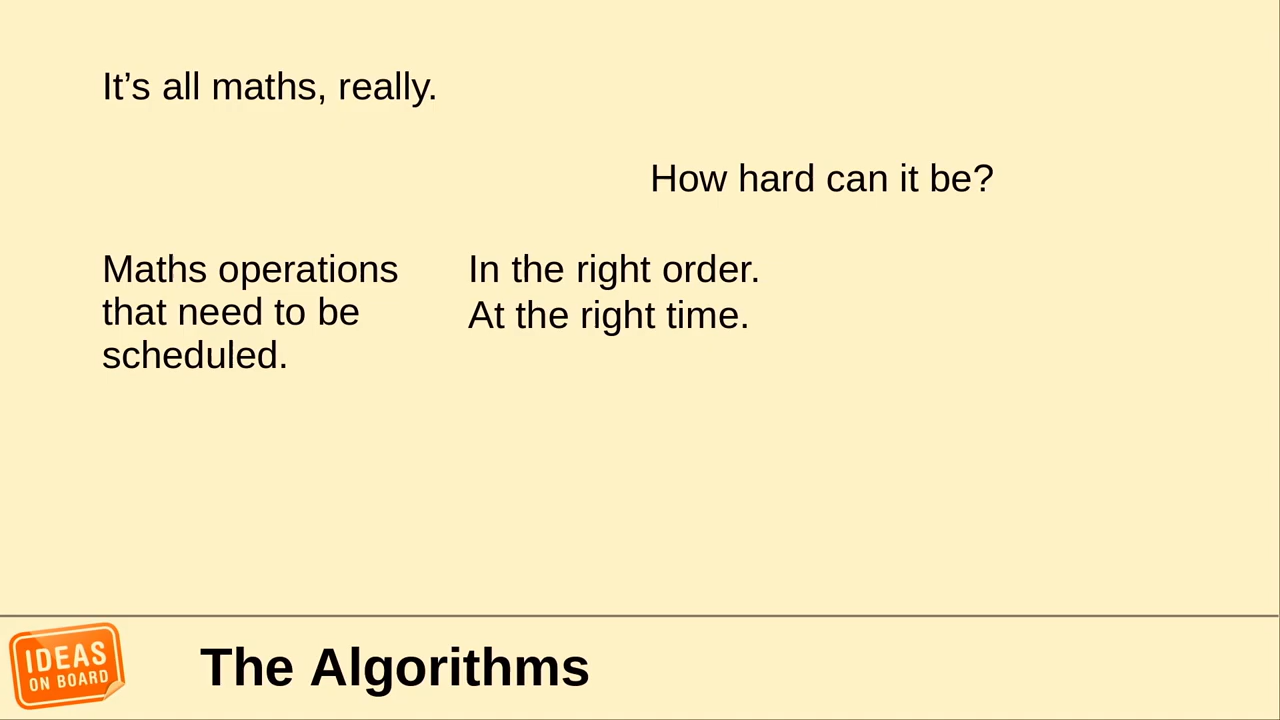 It’s all maths, really.
How hard can it be?
Maths operations
that need to be
scheduled.
In the right order.
At the right time.
IDEAS
ON BOARD
The Algorithms